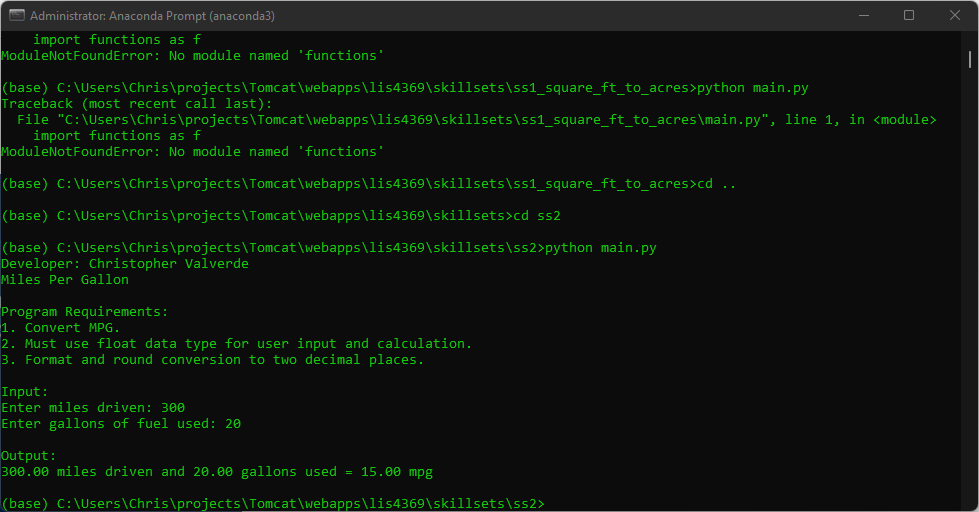 Administrator: Anaconda Prompt (anaconda3)
    import functions as f
ModuleNotFoundError: No module named 'functions'

(base) C:\Users\Chris\projects\Tomcat\webapps\lis4369\skillsets\ss1_square_ft_to_acres>python main.py
Traceback (most recent call last):
  File "C:\Users\Chris\projects\Tomcat\webapps\lis4369\skillsets\ss1_square_ft_to_acres\main.py", line 1, in <module>
    import functions as f
ModuleNotFoundError: No module named 'functions'

(base) C:\Users\Chris\projects\Tomcat\webapps\lis4369\skillsets\ss1_square_ft_to_acres>cd ..

(base) C:\Users\Chris\projects\Tomcat\webapps\lis4369\skillsets>cd ss2

(base) C:\Users\Chris\projects\Tomcat\webapps\lis4369\skillsets\ss2>python main.py
Developer: Christopher Valverde
Miles Per Gallon

Program Requirements:
1. Convert MPG.
2. Must use float data type for user input and calculation.
3. Format and round conversion to two decimal places.

Input:
Enter miles driven: 300
Enter gallons of fuel used: 20

Output:
300.00 miles driven and 20.00 gallons used = 15.00 mpg

(base) C:\Users\Chris\projects\Tomcat\webapps\lis4369\skillsets\ss2>